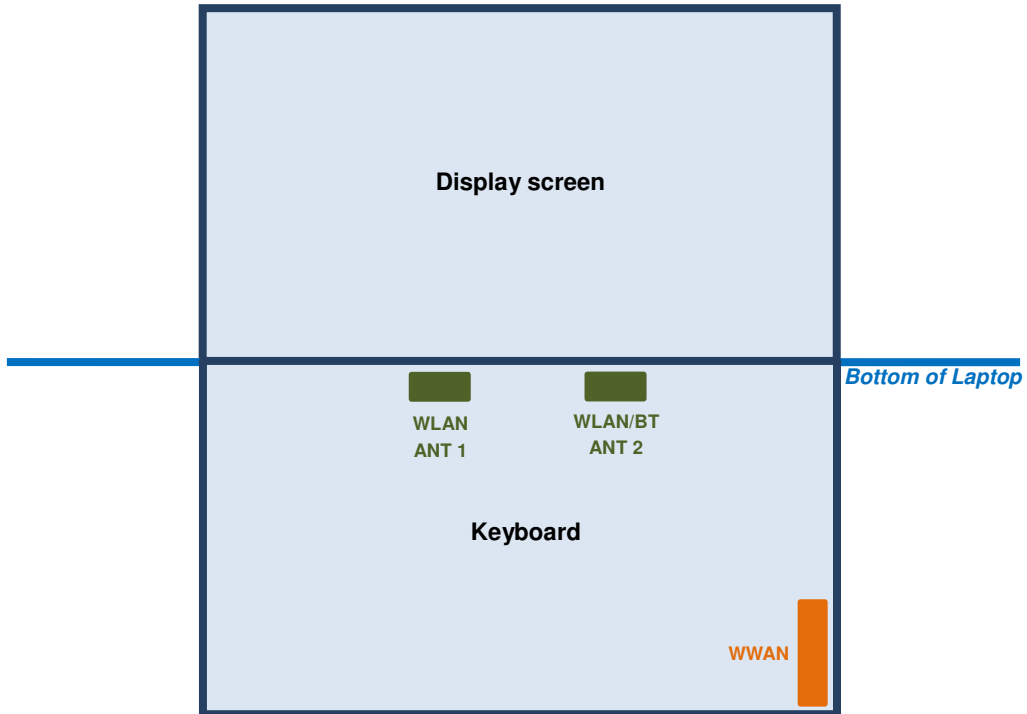 Display screen
Bottom of Laptop
WLAN
ANT 1
WLAN/BT
ANT 2
Keyboard
WWAN